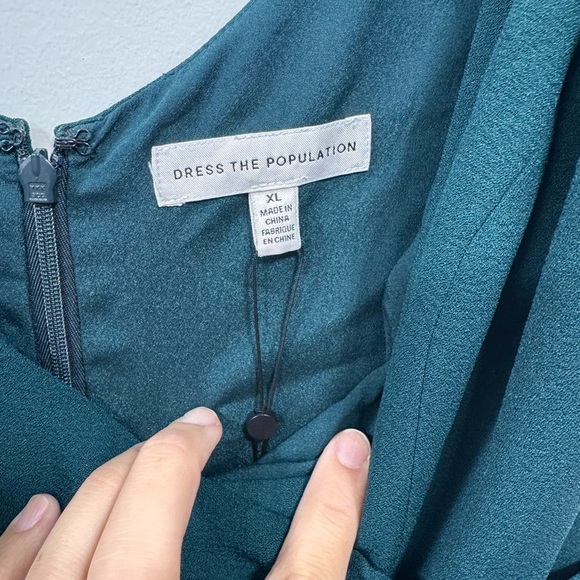 DRESS THE POPULATION
XL
MADE IN
CHINA
FABRIQUE
EN CHINE